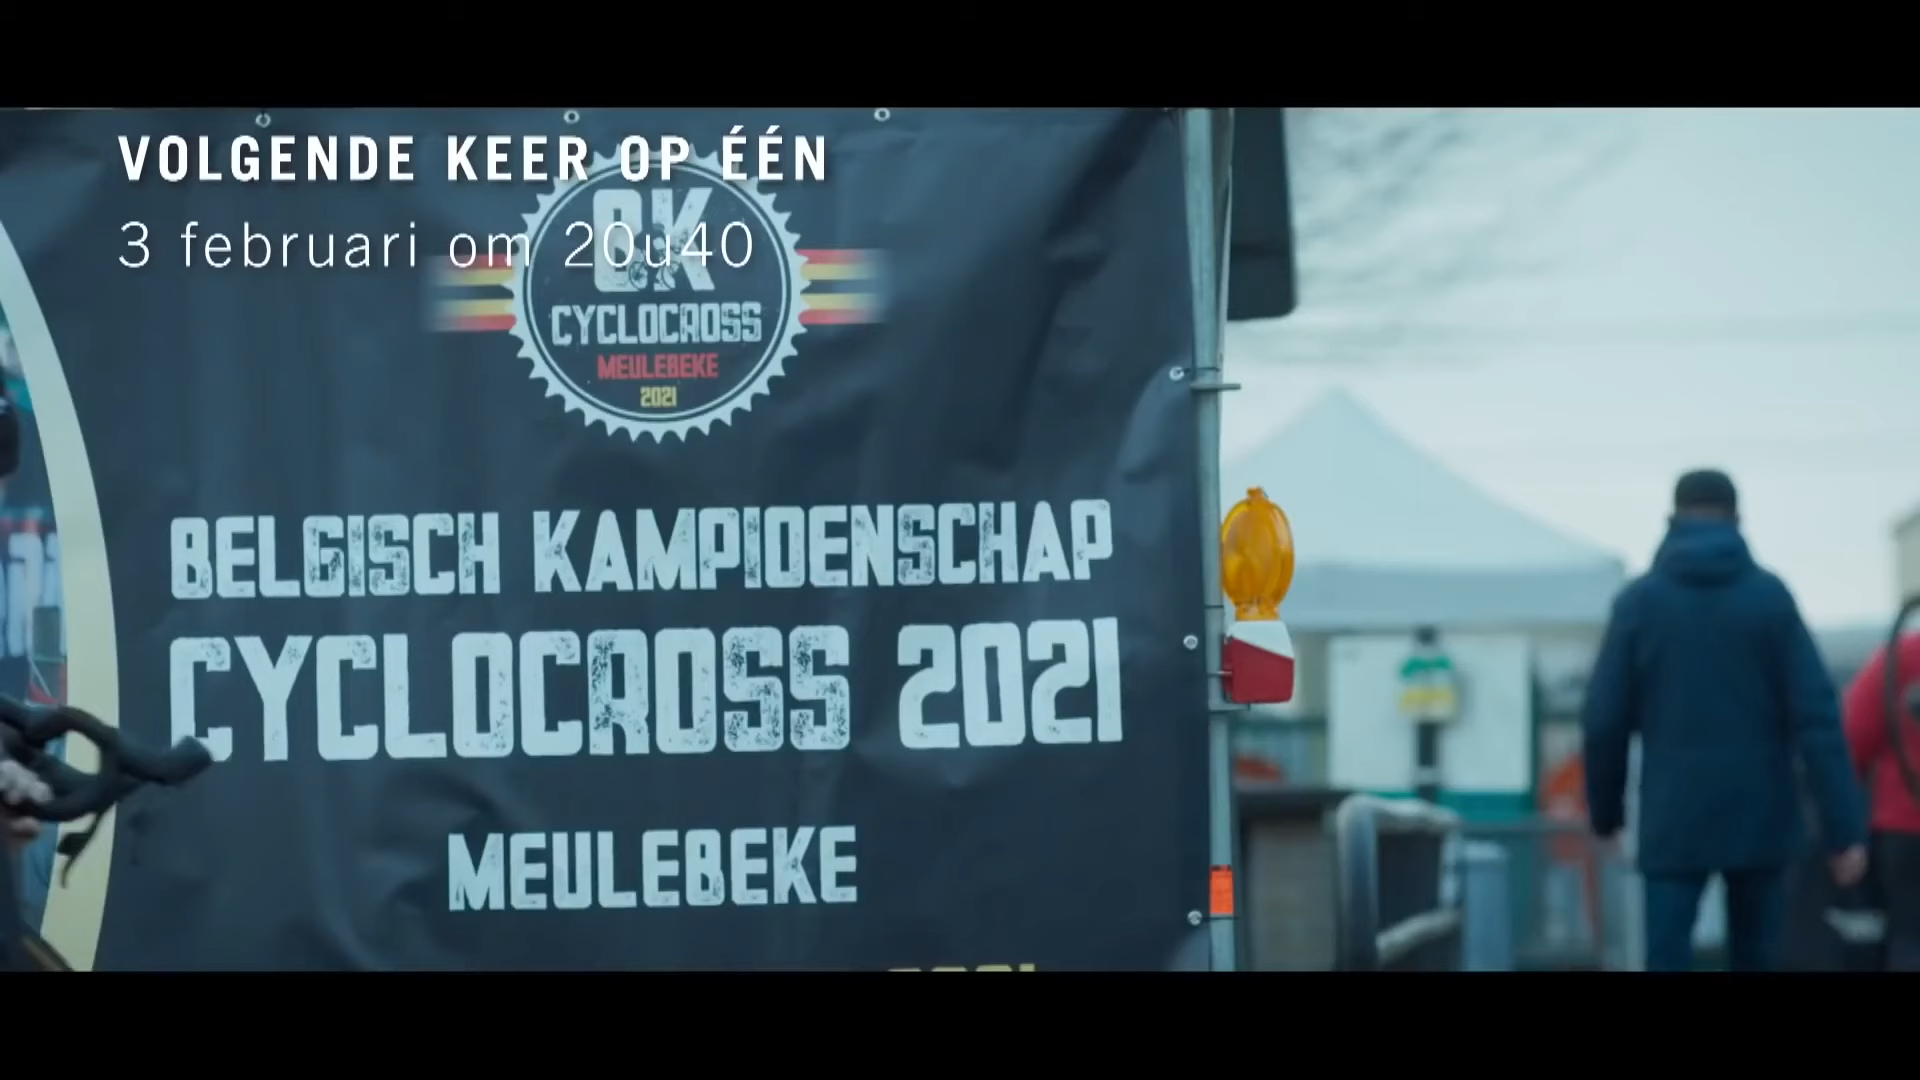 VOLGENDE KEER OP ÉÉN
3 februari om 20u40
BK
CYCLOCROSS
MEULEBEKE
2021
BELGISCH KAMPIOENSCHAP
CYCLOCROSS 2021
MEULEBEKE